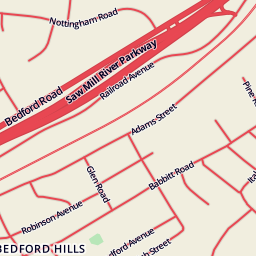 Nottingham Road
Bedford Road
Saw Mill River Parkway
Railroad Avenue
Adams Street
Pine
Glen Road
Babbitt Road
Robinson Avenue
BEDFORD HILLS